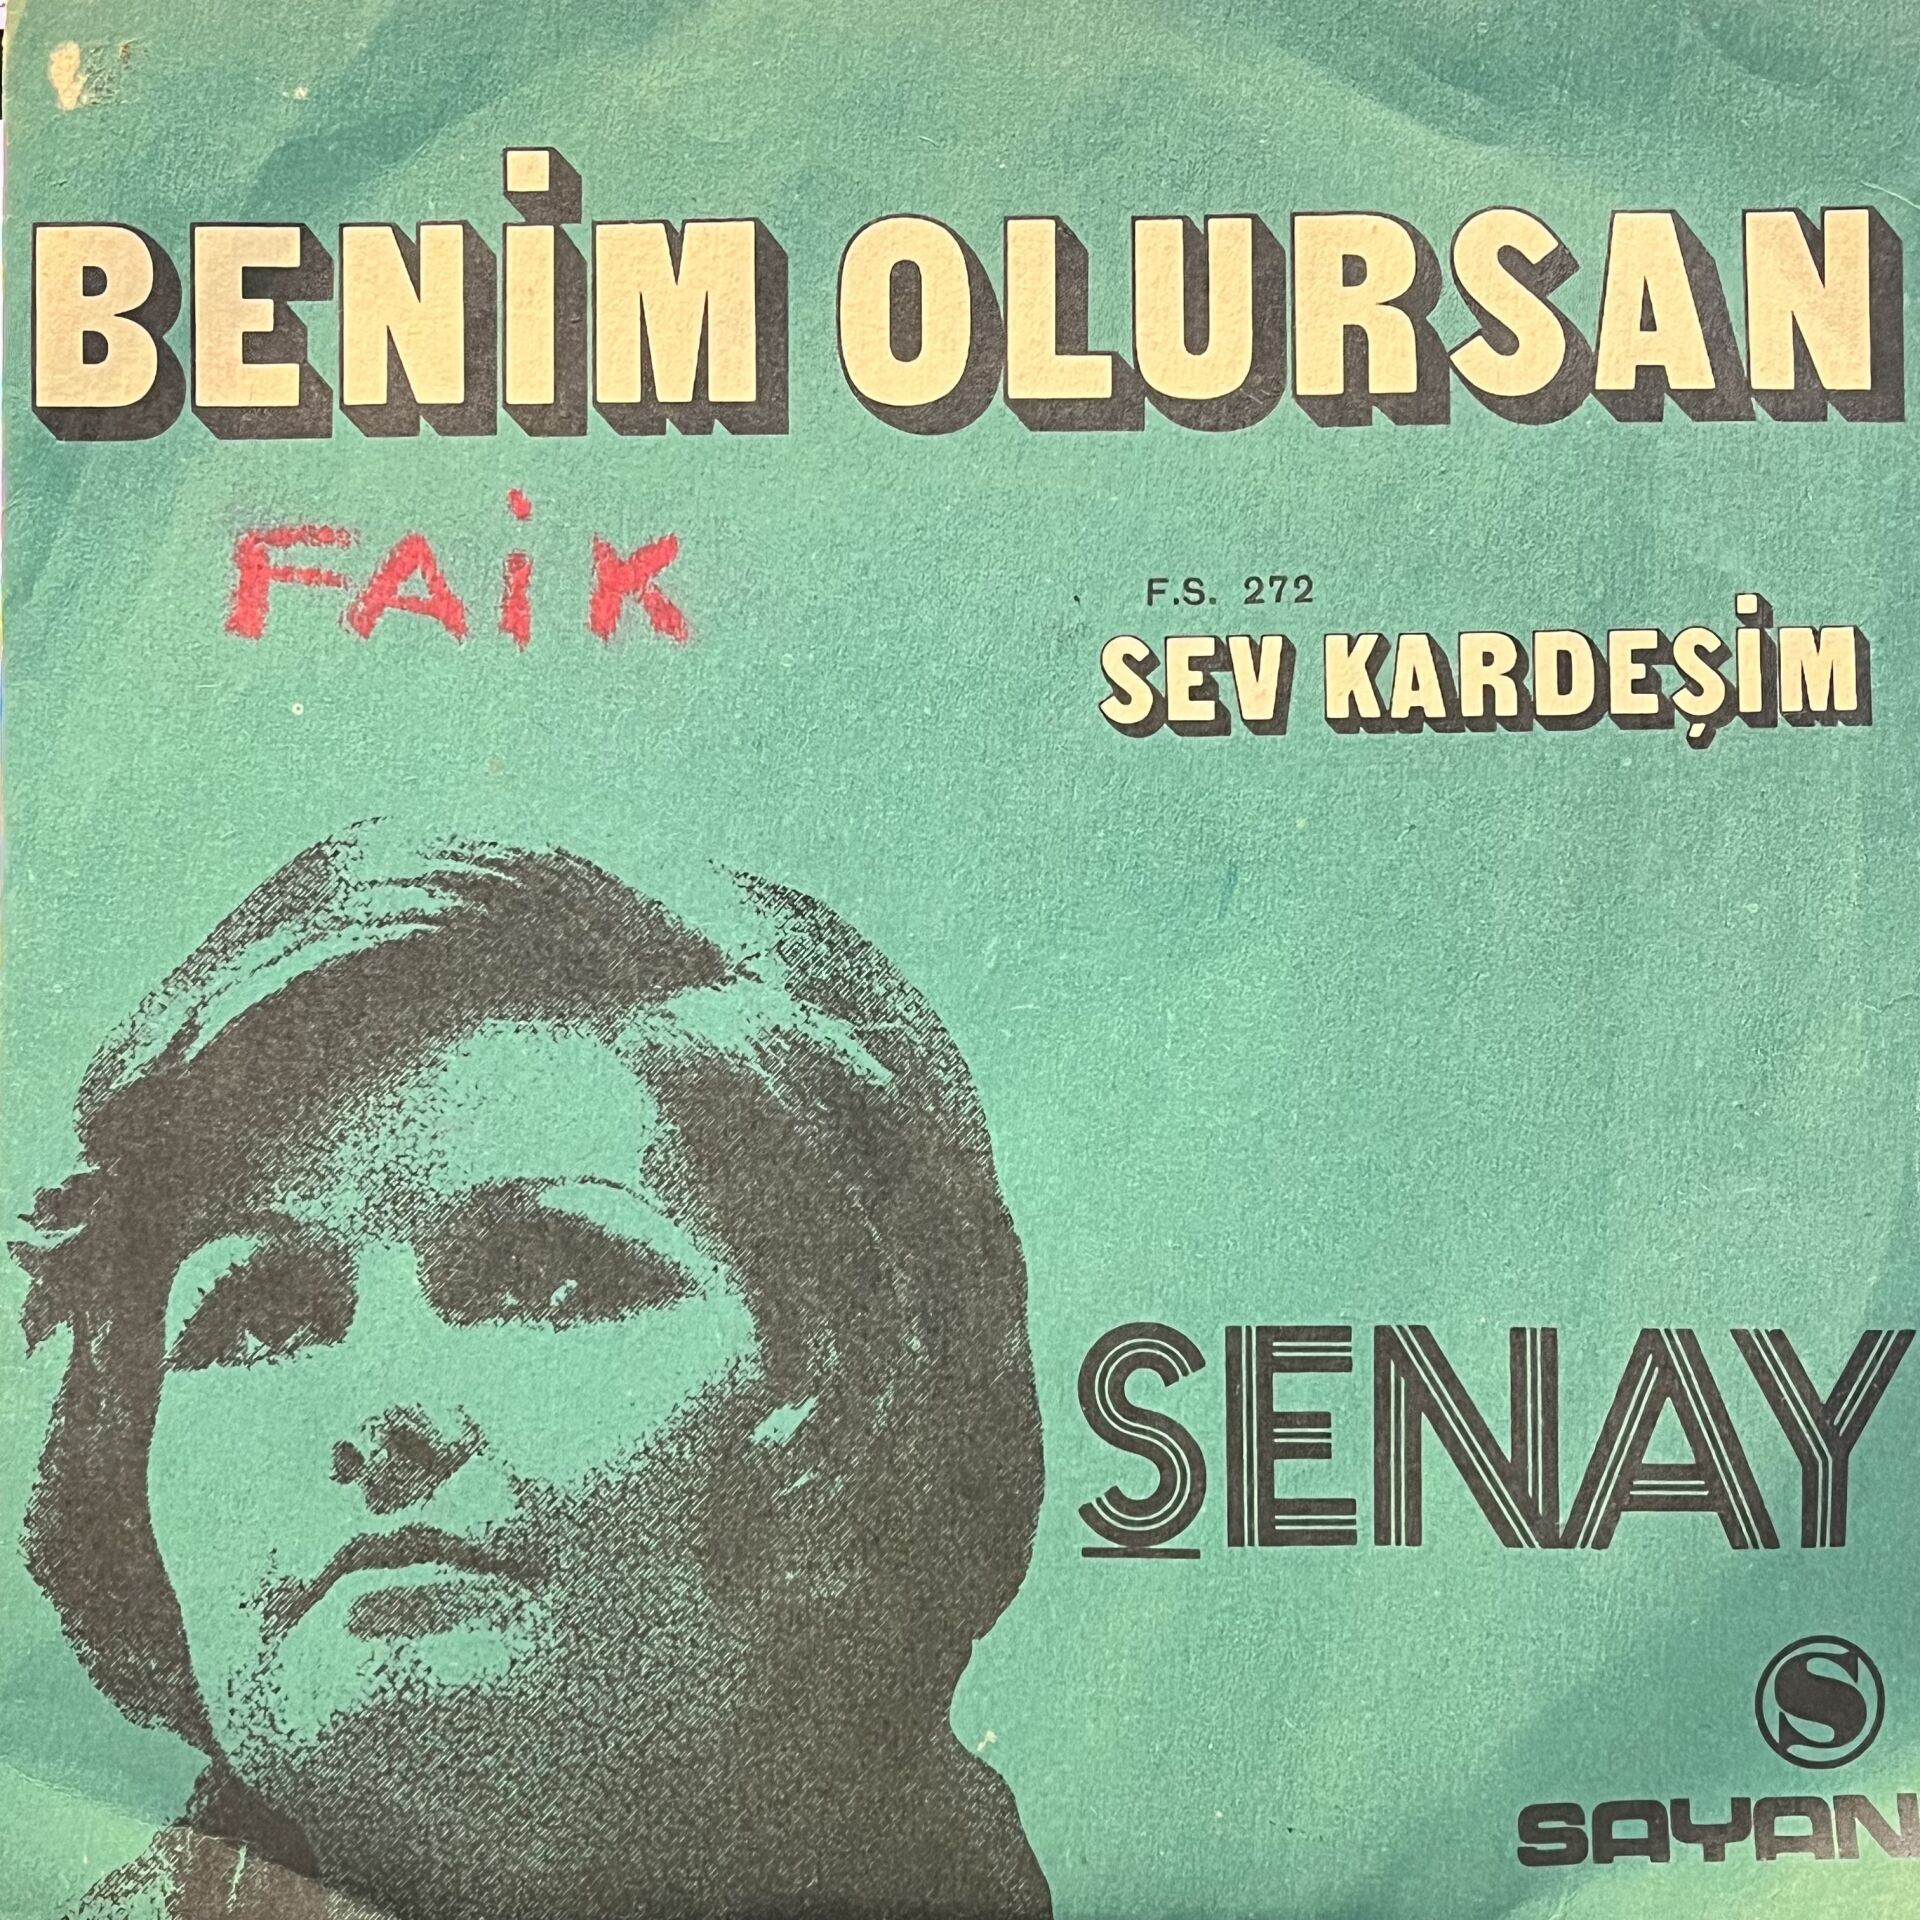 BENİM OLURSAN
FAİK
F.S. 272
SEV KARDEŞİM
ŞENAY
S
SAYAN